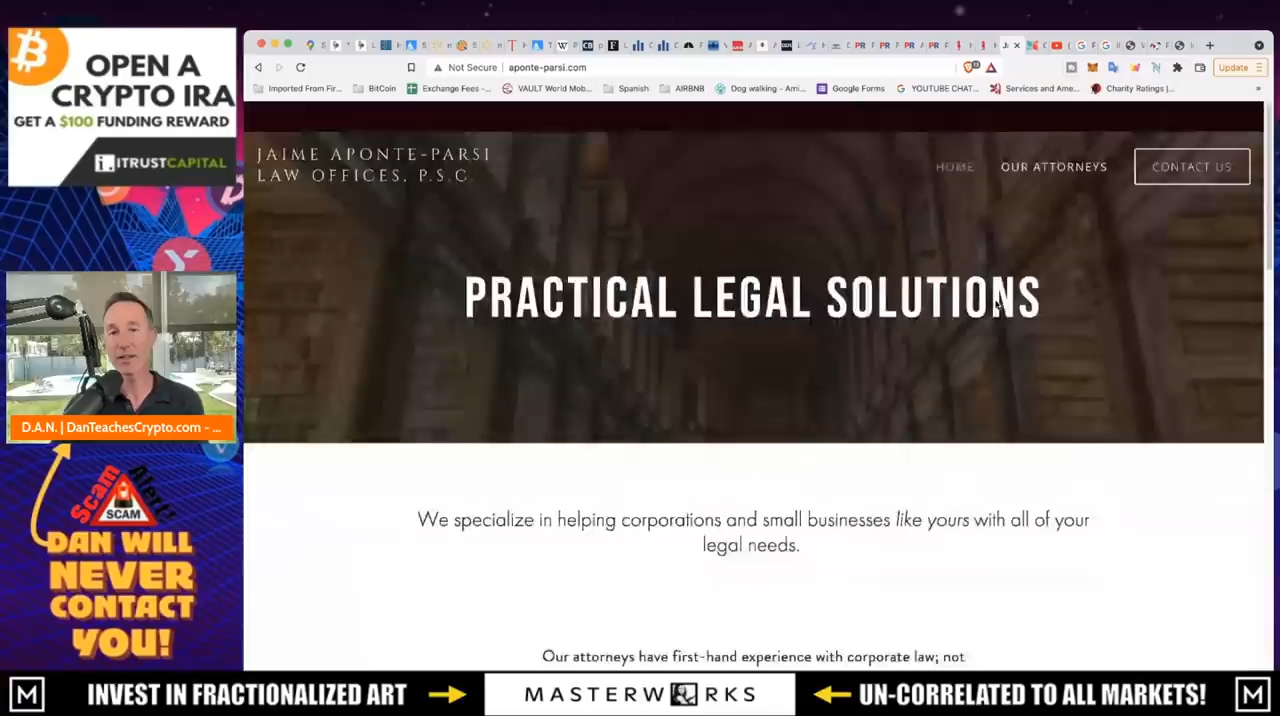 OPEN A
CRYPTO IRA
GET A $100 FUNDING REWARD
ITRUSTCAPITAL
Not Secure
aponte-parsi.com
Update
Imported From Fir...
BitCoin
Exchange Fees -...
VAULT World Mob...
Spanish
AIRBNB
Dog walking - Ami...
Google Forms
YOUTUBE CHAT...
Services and Ame...
Charity Ratings |...
JAIME APONTE-PARSI
LAW OFFICES, P.S.C.
HOME
OUR ATTORNEYS
CONTACT US
PRACTICAL LEGAL SOLUTIONS
We specialize in helping corporations and small businesses like yours with all of your
legal needs.
Our attorneys have first-hand experience with corporate law; not
D.A.N. | DanTeachesCrypto.com - ...
Scam Alert!
SCAM
DAN WILL
NEVER
CONTACT
YOU!
M
INVEST IN FRACTIONALIZED ART
MASTERWORKS
UN-CORRELATED TO ALL MARKETS!
M